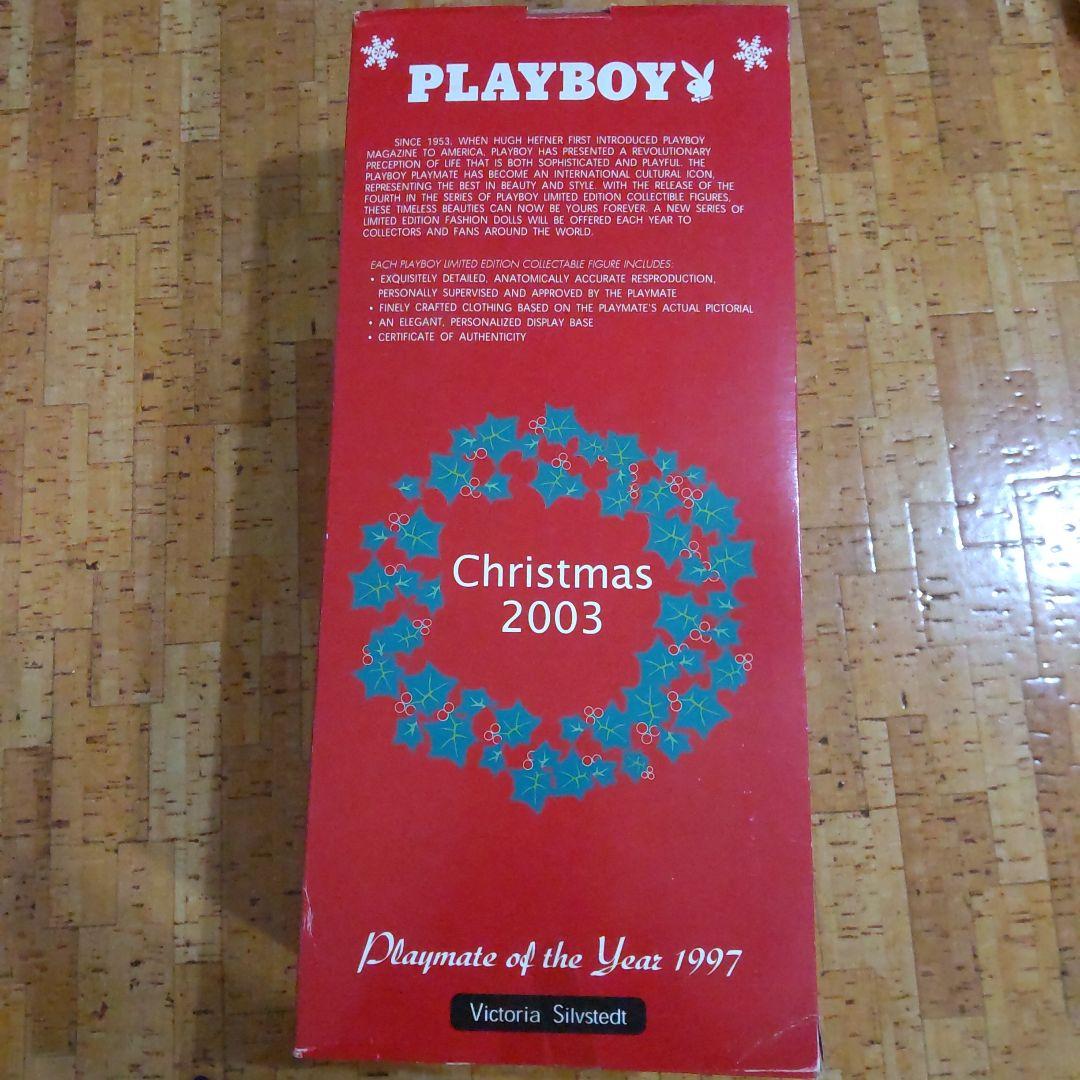 PLAYBOY
SINCE 1953, WHEN HUGH HEFNER FIRST INTRODUCED PLAYBOY
MAGAZINE TO AMERICA, PLAYBOY HAS PRESENTED A REVOLUTIONARY
PRECEPTION OF LIFE THAT IS BOTH SOPHISTICATED AND PLAYFUL. THE
PLAYBOY PLAYMATE HAS BECOME AN INTERNATIONAL CULTURAL ICON,
REPRESENTING THE BEST IN BEAUTY AND STYLE. WITH THE RELEASE OF THE
FOURTH IN THE SERIES OF PLAYBOY LIMITED EDITION COLLECTIBLE FIGURES,
THESE TIMELESS BEAUTIES CAN NOW BE YOURS FOREVER. A NEW SERIES OF
LIMITED EDITION FASHION DOLLS WILL BE OFFERED EACH YEAR TO
COLLECTORS AND FANS AROUND THE WORLD.
EACH PLAYBOY LIMITED EDITION COLLECTABLE FIGURE INCLUDES:
• EXQUISITELY DETAILED, ANATOMICALLY ACCURATE RESPRODUCTION,
PERSONALLY SUPERVISED AND APPROVED BY THE PLAYMATE
• FINELY CRAFTED CLOTHING BASED ON THE PLAYMATE'S ACTUAL PICTORIAL
• AN ELEGANT, PERSONALIZED DISPLAY BASE
• CERTIFICATE OF AUTHENTICITY
Christmas
2003
Playmate of the Year 1997
Victoria Silvstedt